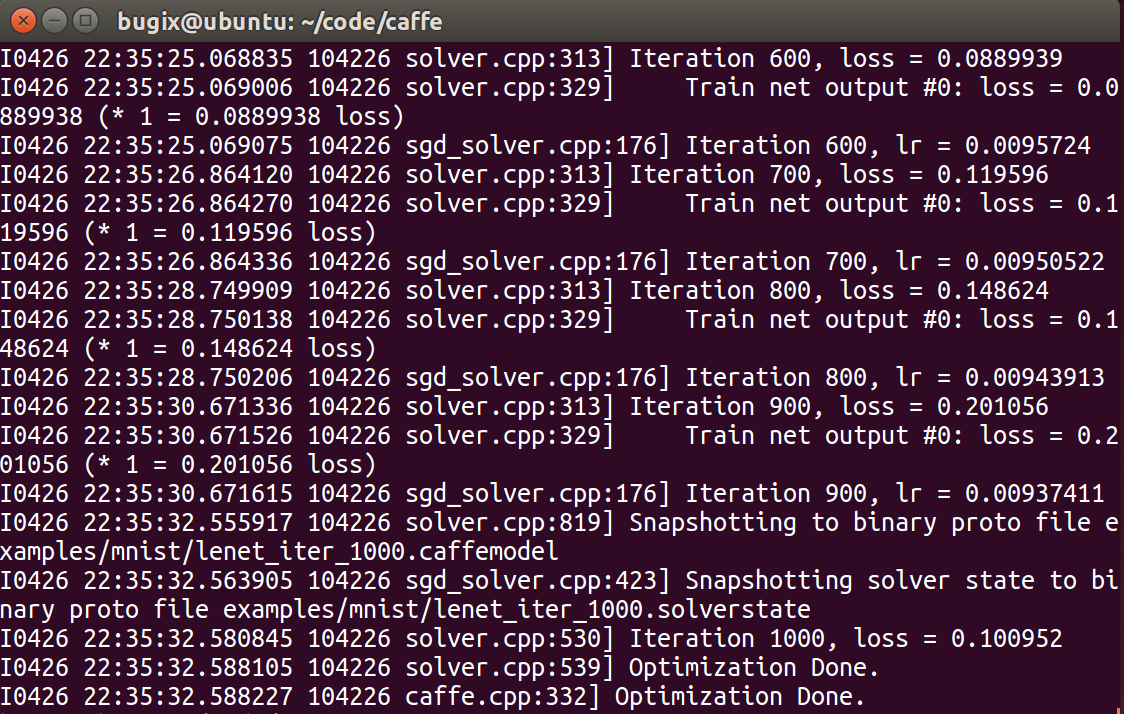 bugix@ubuntu: ~/code/caffe
I0426 22:35:25.068835 104226 solver.cpp:313] Iteration 600, loss = 0.0889939
I0426 22:35:25.069006 104226 solver.cpp:329]     Train net output #0: loss = 0.0
889938 (* 1 = 0.0889938 loss)
I0426 22:35:25.069075 104226 sgd_solver.cpp:176] Iteration 600, lr = 0.0095724
I0426 22:35:26.864120 104226 solver.cpp:313] Iteration 700, loss = 0.119596
I0426 22:35:26.864270 104226 solver.cpp:329]     Train net output #0: loss = 0.1
19596 (* 1 = 0.119596 loss)
I0426 22:35:26.864336 104226 sgd_solver.cpp:176] Iteration 700, lr = 0.00950522
I0426 22:35:28.749909 104226 solver.cpp:313] Iteration 800, loss = 0.148624
I0426 22:35:28.750138 104226 solver.cpp:329]     Train net output #0: loss = 0.1
48624 (* 1 = 0.148624 loss)
I0426 22:35:28.750206 104226 sgd_solver.cpp:176] Iteration 800, lr = 0.00943913
I0426 22:35:30.671336 104226 solver.cpp:313] Iteration 900, loss = 0.201056
I0426 22:35:30.671526 104226 solver.cpp:329]     Train net output #0: loss = 0.2
01056 (* 1 = 0.201056 loss)
I0426 22:35:30.671615 104226 sgd_solver.cpp:176] Iteration 900, lr = 0.00937411
I0426 22:35:32.555917 104226 solver.cpp:819] Snapshotting to binary proto file e
xamples/mnist/lenet_iter_1000.caffemodel
I0426 22:35:32.563905 104226 sgd_solver.cpp:423] Snapshotting solver state to bi
nary proto file examples/mnist/lenet_iter_1000.solverstate
I0426 22:35:32.580845 104226 solver.cpp:530] Iteration 1000, loss = 0.100952
I0426 22:35:32.588105 104226 solver.cpp:539] Optimization Done.
I0426 22:35:32.588227 104226 caffe.cpp:332] Optimization Done.